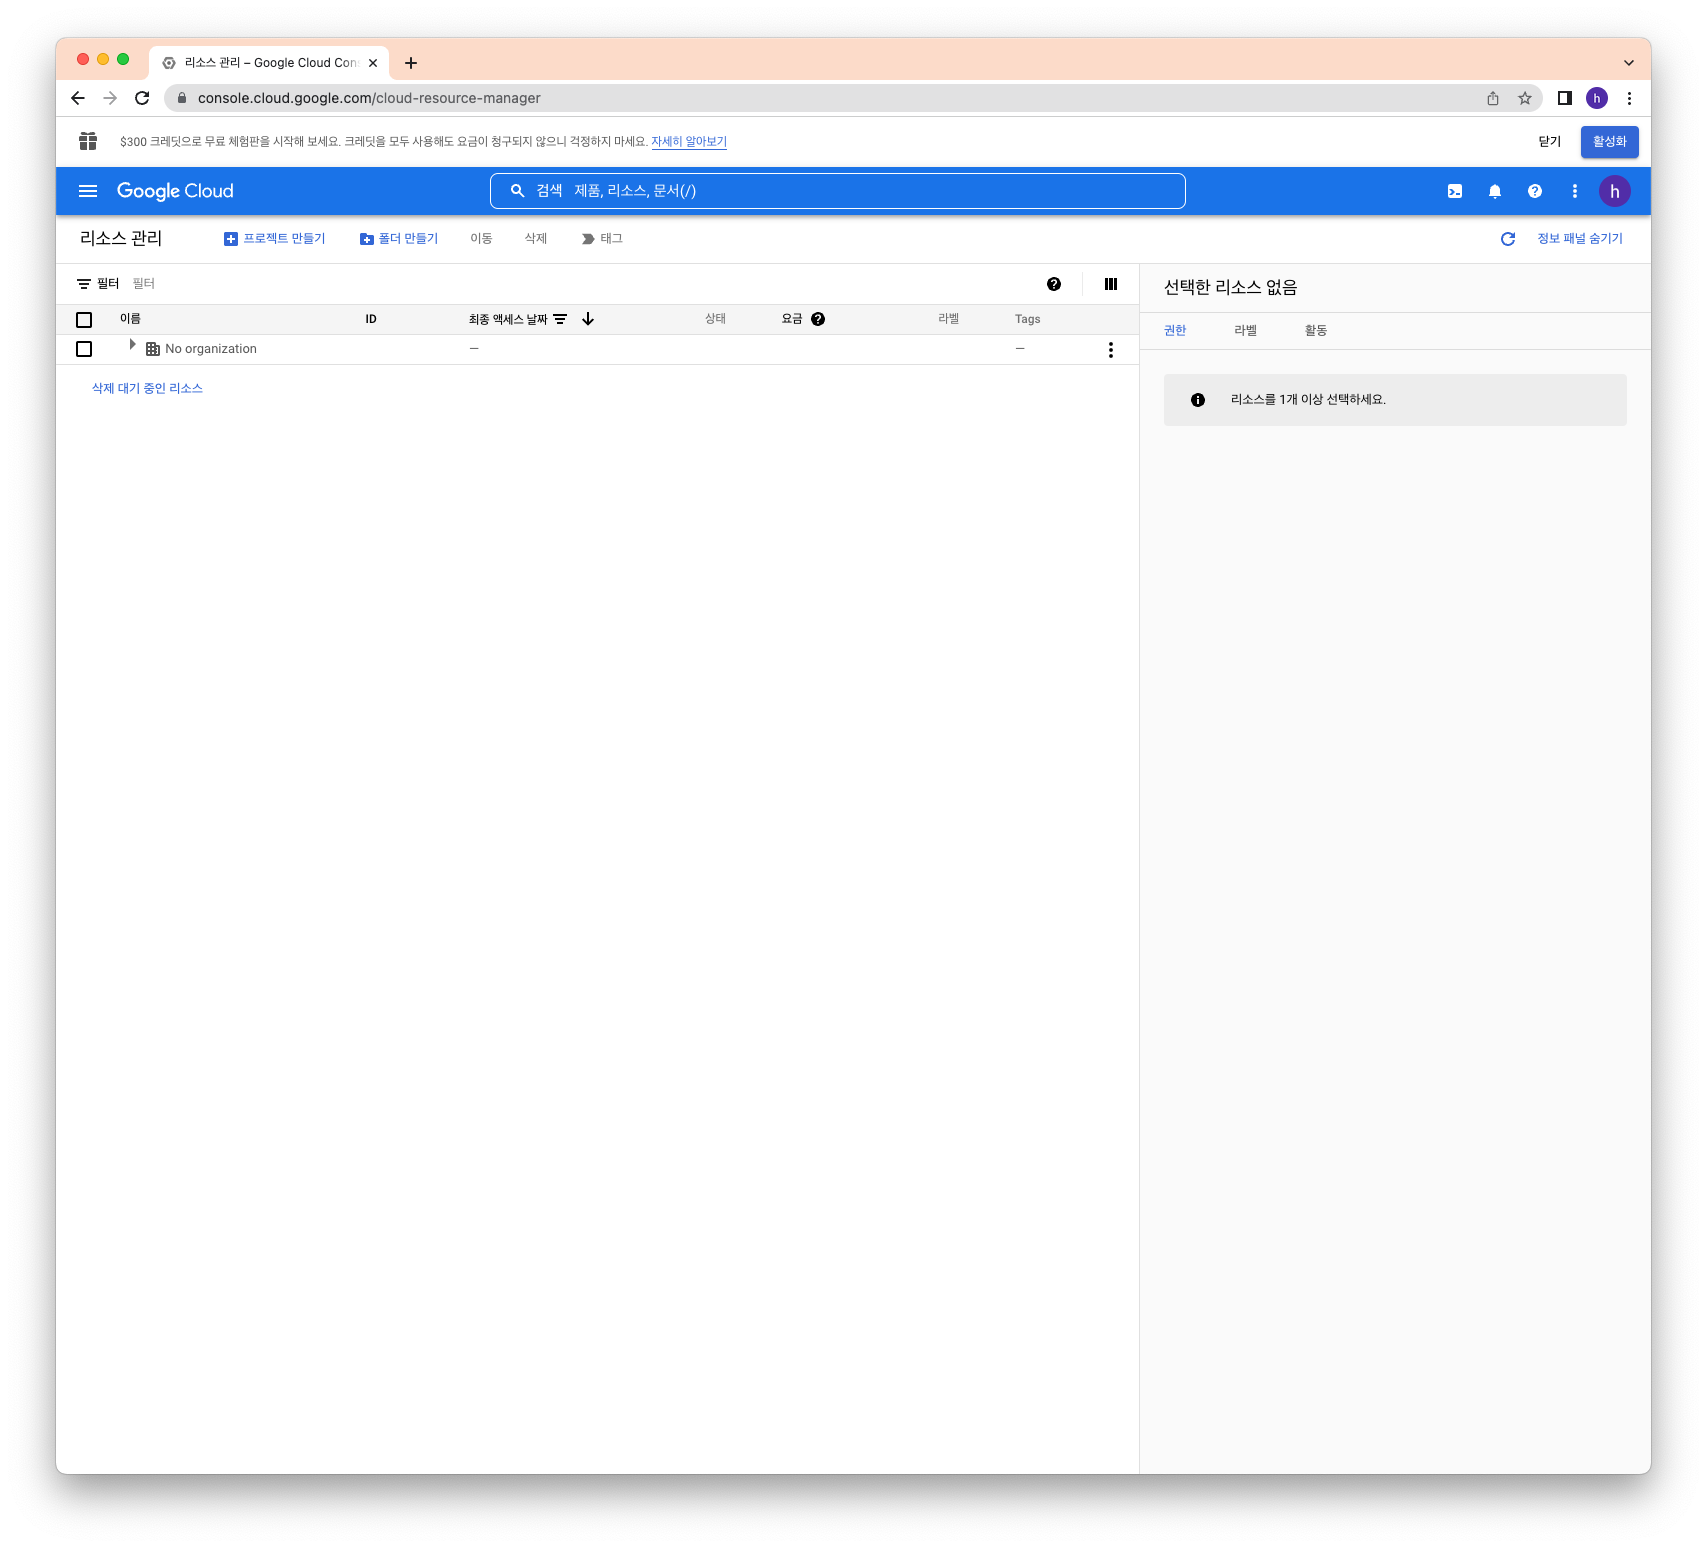 리소스 관리 – Google Cloud Con
console.cloud.google.com/cloud-resource-manager
h
$300 크레딧으로 무료 체험판을 시작해 보세요. 크레딧을 모두 사용해도 요금이 청구되지 않으니 걱정하지 마세요. 자세히 알아보기
닫기
활성화
Google Cloud
검색 제품, 리소스, 문서(/)
h
리소스 관리
프로젝트 만들기
폴더 만들기
이동
삭제
태그
정보 패널 숨기기
필터 필터
이름 ID 최종 액세스 날짜 상태 요금 라벨 Tags
No organization — —
삭제 대기 중인 리소스
선택한 리소스 없음
권한 라벨 활동
리소스를 1개 이상 선택하세요.